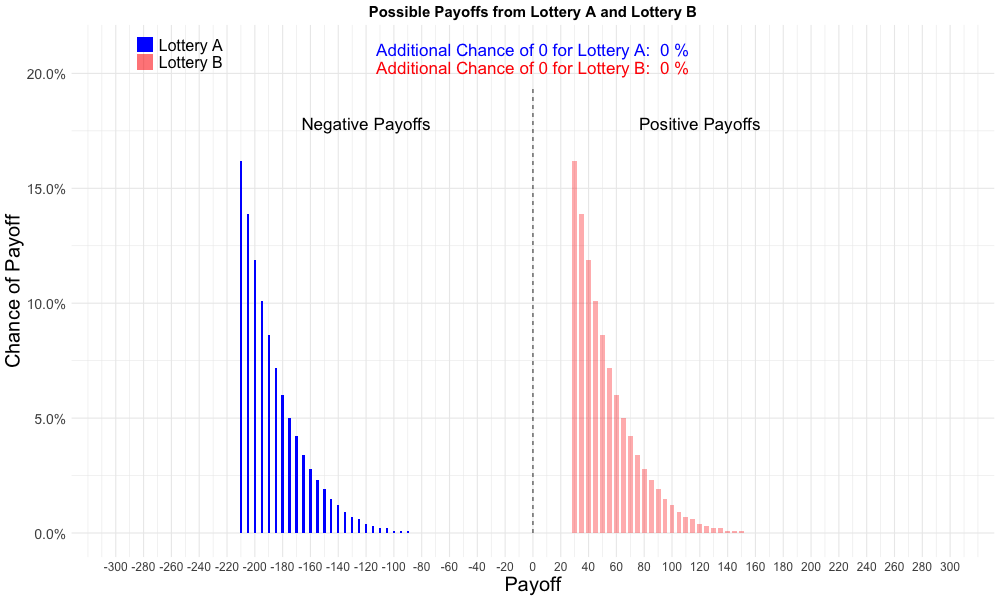 Possible Payoffs from Lottery A and Lottery B
Lottery A
Lottery B
Additional Chance of 0 for Lottery A:  0 %
Additional Chance of 0 for Lottery B:  0 %
Negative Payoffs
Positive Payoffs
Chance of Payoff
20.0%
15.0%
10.0%
5.0%
0.0%
-300 -280 -260 -240 -220 -200 -180 -160 -140 -120 -100 -80 -60 -40 -20 0 20 40 60 80 100 120 140 160 180 200 220 240 260 280 300
Payoff